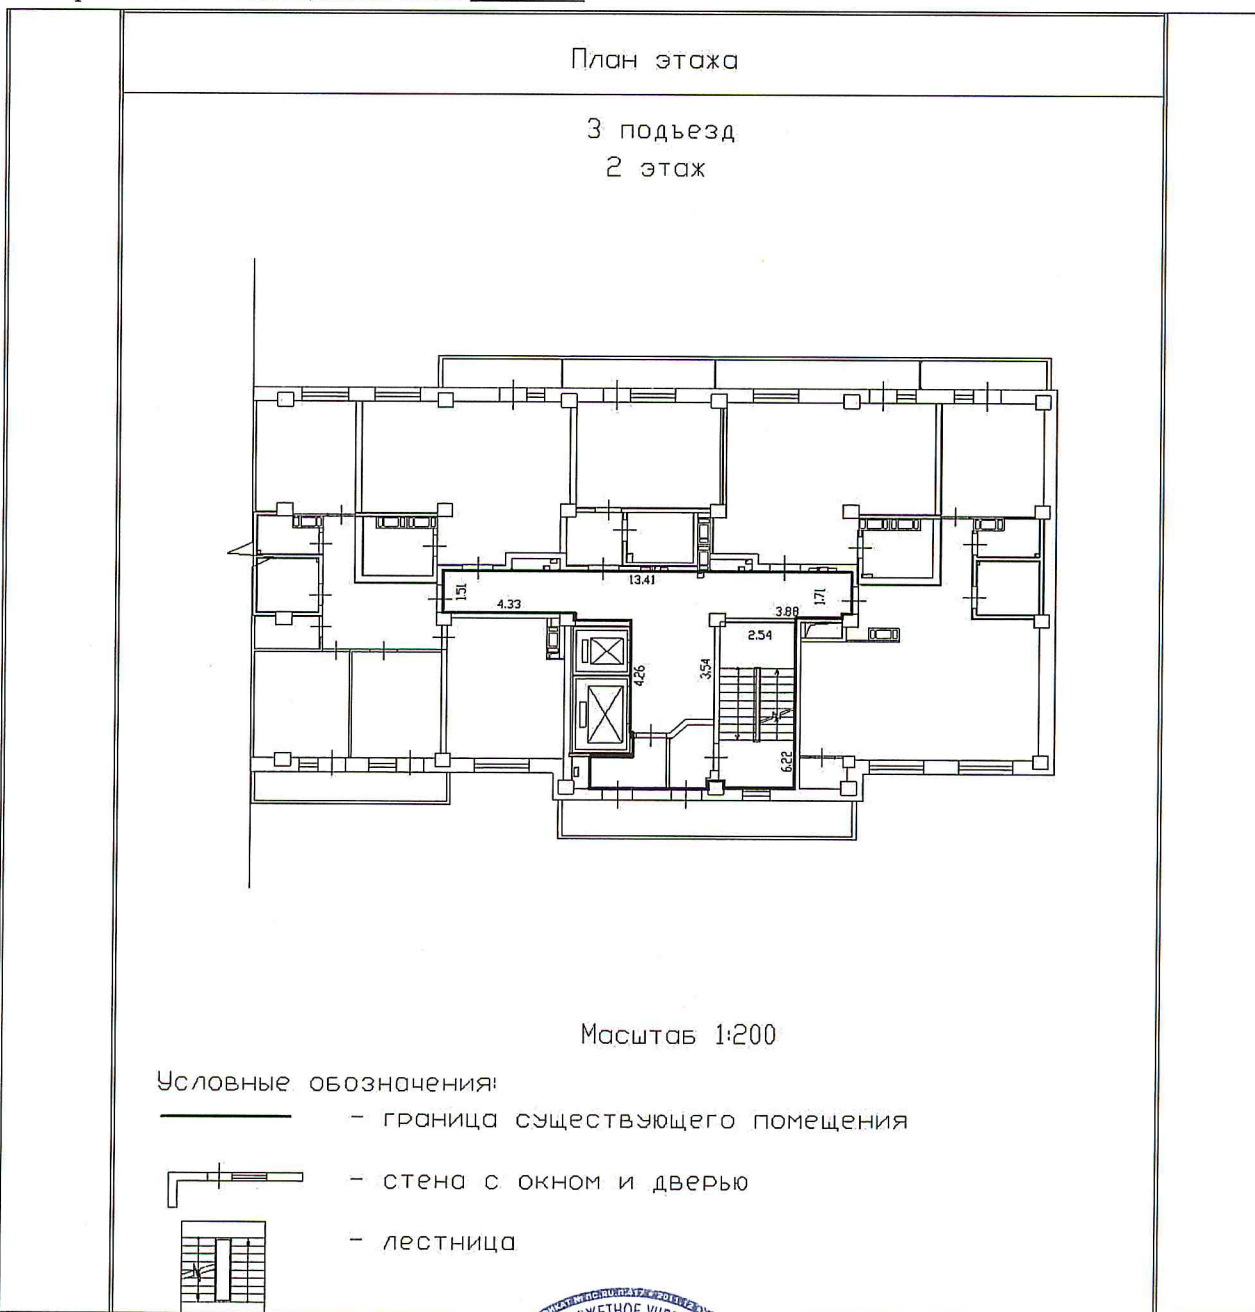 План этажа
3 подъезд
2 этаж
13.41
1.51
4.33
3.88
1.71
2.54
4.26
3.54
6.22
Масштаб 1:200
Условные обозначения:
- граница существующего помещения
- стена с окном и дверью
- лестница